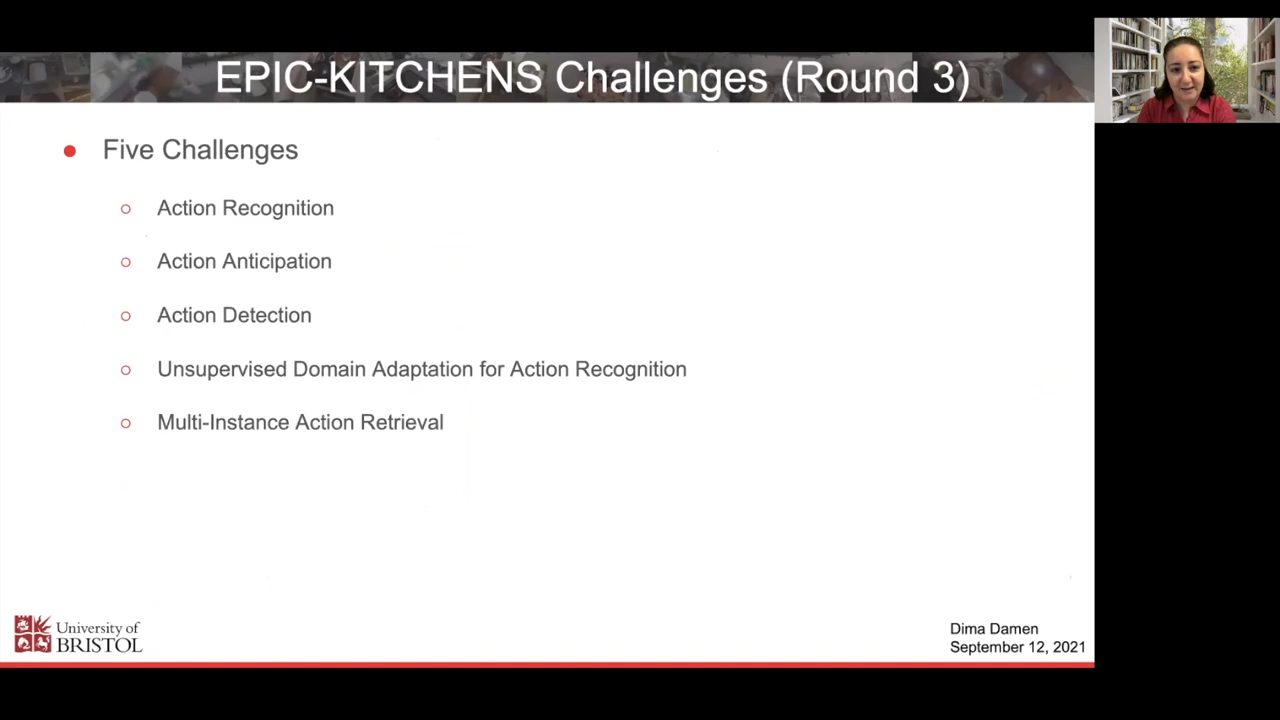 EPIC-KITCHENS Challenges (Round 3)
Five Challenges
Action Recognition
Action Anticipation
Action Detection
Unsupervised Domain Adaptation for Action Recognition
Multi-Instance Action Retrieval
University of
BRISTOL
Dima Damen
September 12, 2021